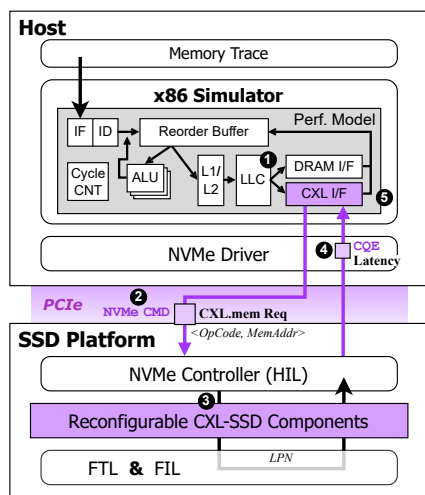 Host
Memory Trace
x86 Simulator
Perf. Model
IF ID
Reorder Buffer
Cycle
CNT
ALU
L1/
L2
LLC
1
DRAM I/F
CXL I/F
5
NVMe Driver
4
CQE
Latency
PCIe
2
NVMe CMD
CXL.mem Req
<OpCode, MemAddr>
SSD Platform
NVMe Controller (HIL)
3
Reconfigurable CXL-SSD Components
LPN
FTL & FIL